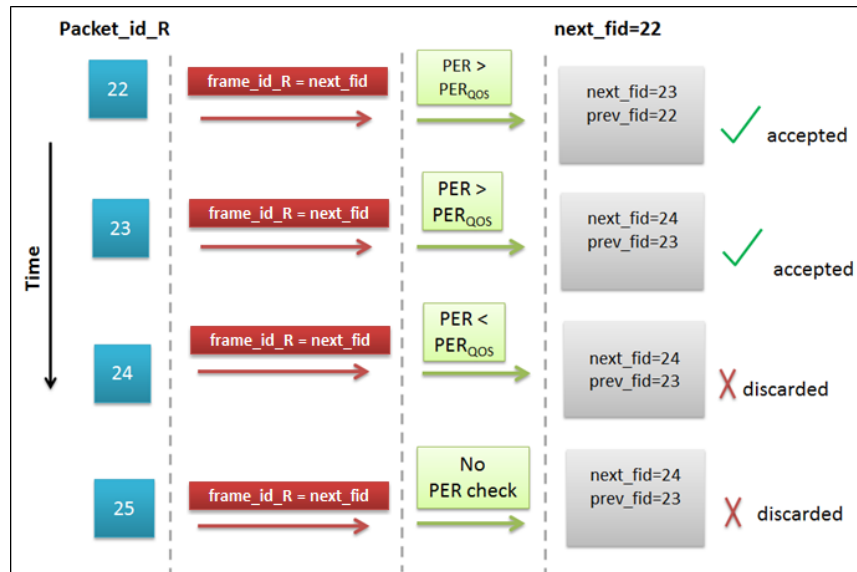 Packet_id_R
next_fid=22
22
frame_id_R = next_fid
PER >
PERQOS
next_fid=23
prev_fid=22
accepted
Time
23
frame_id_R = next_fid
PER >
PERQOS
next_fid=24
prev_fid=23
accepted
24
frame_id_R = next_fid
PER <
PERQOS
next_fid=24
prev_fid=23
discarded
25
frame_id_R = next_fid
No
PER check
next_fid=24
prev_fid=23
discarded